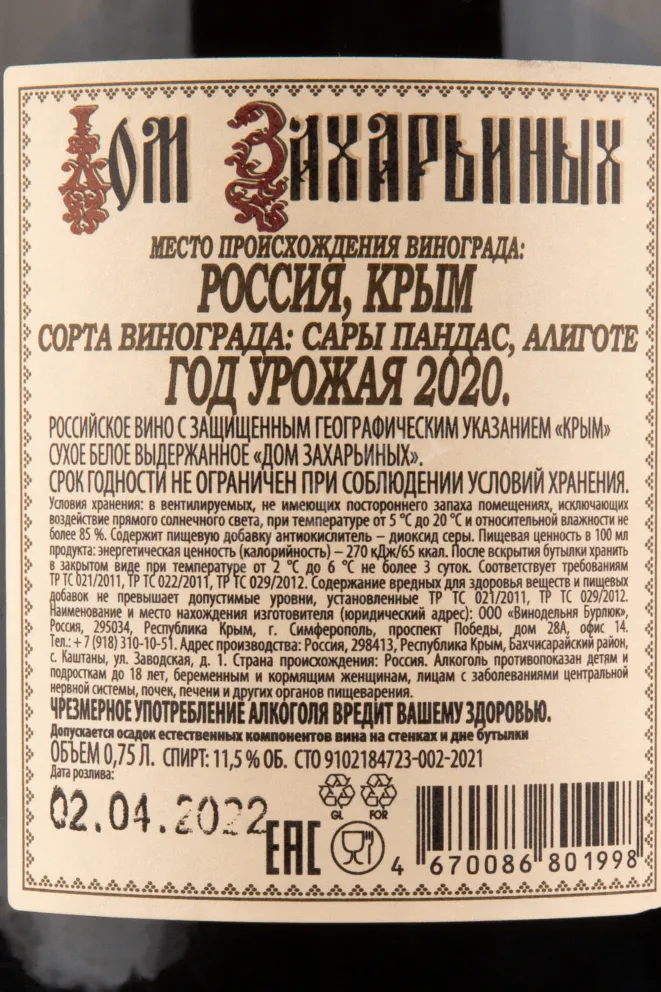 Дом Захарьиных
МЕСТО ПРОИСХОЖДЕНИЯ ВИНОГРАДА:
РОССИЯ, КРЫМ
СОРТА ВИНОГРАДА: САРЫ ПАНДАС, АЛИГОТЕ
ГОД УРОЖАЯ 2020.
РОССИЙСКОЕ ВИНО С ЗАЩИЩЕННЫМ ГЕОГРАФИЧЕСКИМ УКАЗАНИЕМ «КРЫМ»
СУХОЕ БЕЛОЕ ВЫДЕРЖАННОЕ «ДОМ ЗАХАРЬИНЫХ».
СРОК ГОДНОСТИ НЕ ОГРАНИЧЕН ПРИ СОБЛЮДЕНИИ УСЛОВИЙ ХРАНЕНИЯ.
Условия хранения: в вентилируемых, не имеющих постороннего запаха помещениях, исключающих
воздействие прямого солнечного света, при температуре от 5 °С до 20 °С и относительной влажности не
более 85 %. Содержит пищевую добавку антиокислитель – диоксид серы. Пищевая ценность в 100 мл
продукта: энергетическая ценность (калорийность) – 270 кДж/65 ккал. После вскрытия бутылки хранить
в закрытом виде при температуре от 2 °С до 6 °С не более 3 суток. Соответствует требованиям
ТР ТС 021/2011, ТР ТС 022/2011, ТР ТС 029/2012. Содержание вредных для здоровья веществ и пищевых
добавок не превышает допустимые уровни, установленные ТР ТС 021/2011, ТР ТС 029/2012.
Наименование и место нахождения изготовителя (юридический адрес): ООО «Винодельня Бурлюк»,
Россия, 295034, Республика Крым, г. Симферополь, проспект Победы, дом 28А, офис 14.
Тел.: +7 (918) 310-10-51. Адрес производства: Россия, 298413, Республика Крым, Бахчисарайский район,
с. Каштаны, ул. Заводская, д. 1. Страна происхождения: Россия. Алкоголь противопоказан детям и
подросткам до 18 лет, беременным и кормящим женщинам, лицам с заболеваниями центральной
нервной системы, почек, печени и других органов пищеварения.
ЧРЕЗМЕРНОЕ УПОТРЕБЛЕНИЕ АЛКОГОЛЯ ВРЕДИТ ВАШЕМУ ЗДОРОВЬЮ.
Допускается осадок естественных компонентов вина на стенках и дне бутылки
ОБЪЕМ 0,75 Л. СПИРТ: 11,5 % ОБ. СТО 9102184723-002-2021
Дата розлива:
02.04.2022
GL FOR
EAC
4 670086 801998